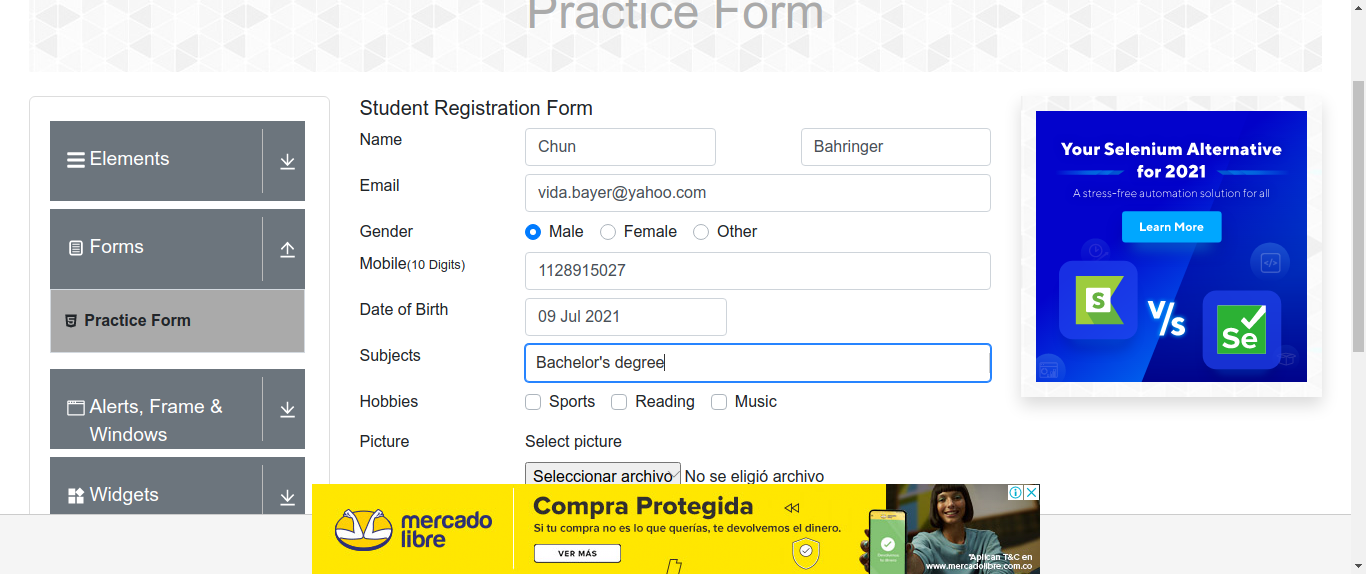 Practice Form
Elements
Forms
Practice Form
Alerts, Frame &
Windows
Widgets
Student Registration Form
Name
Chun
Bahringer
Email
vida.bayer@yahoo.com
Gender
Male
Female
Other
Mobile(10 Digits)
1128915027
Date of Birth
09 Jul 2021
Subjects
Bachelor's degree
Hobbies
Sports
Reading
Music
Picture
Select picture
Seleccionar archivo
No se eligió archivo
Your Selenium Alternative
for 2021
A stress-free automation solution for all
Learn More
S
V/s
Se
mercado
libre
Compra Protegida
Si tu compra no es lo que querías, te devolvemos el dinero.
VER MÁS
*Aplican T&C en
www.mercadolibre.com.co